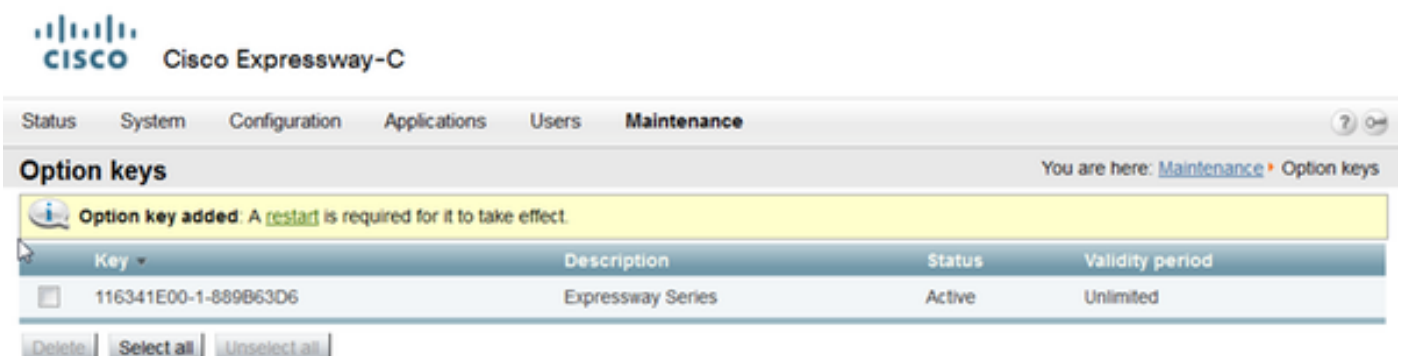 CISCO Cisco Expressway-C
Status System Configuration Applications Users Maintenance ?
Option keys You are here: Maintenance Option keys
i Option key added: A restart is required for it to take effect.
Key Description Status Validity period
116341E00-1-889B63D6 Expressway Series Active Unlimited
Delete Select all Unselect all